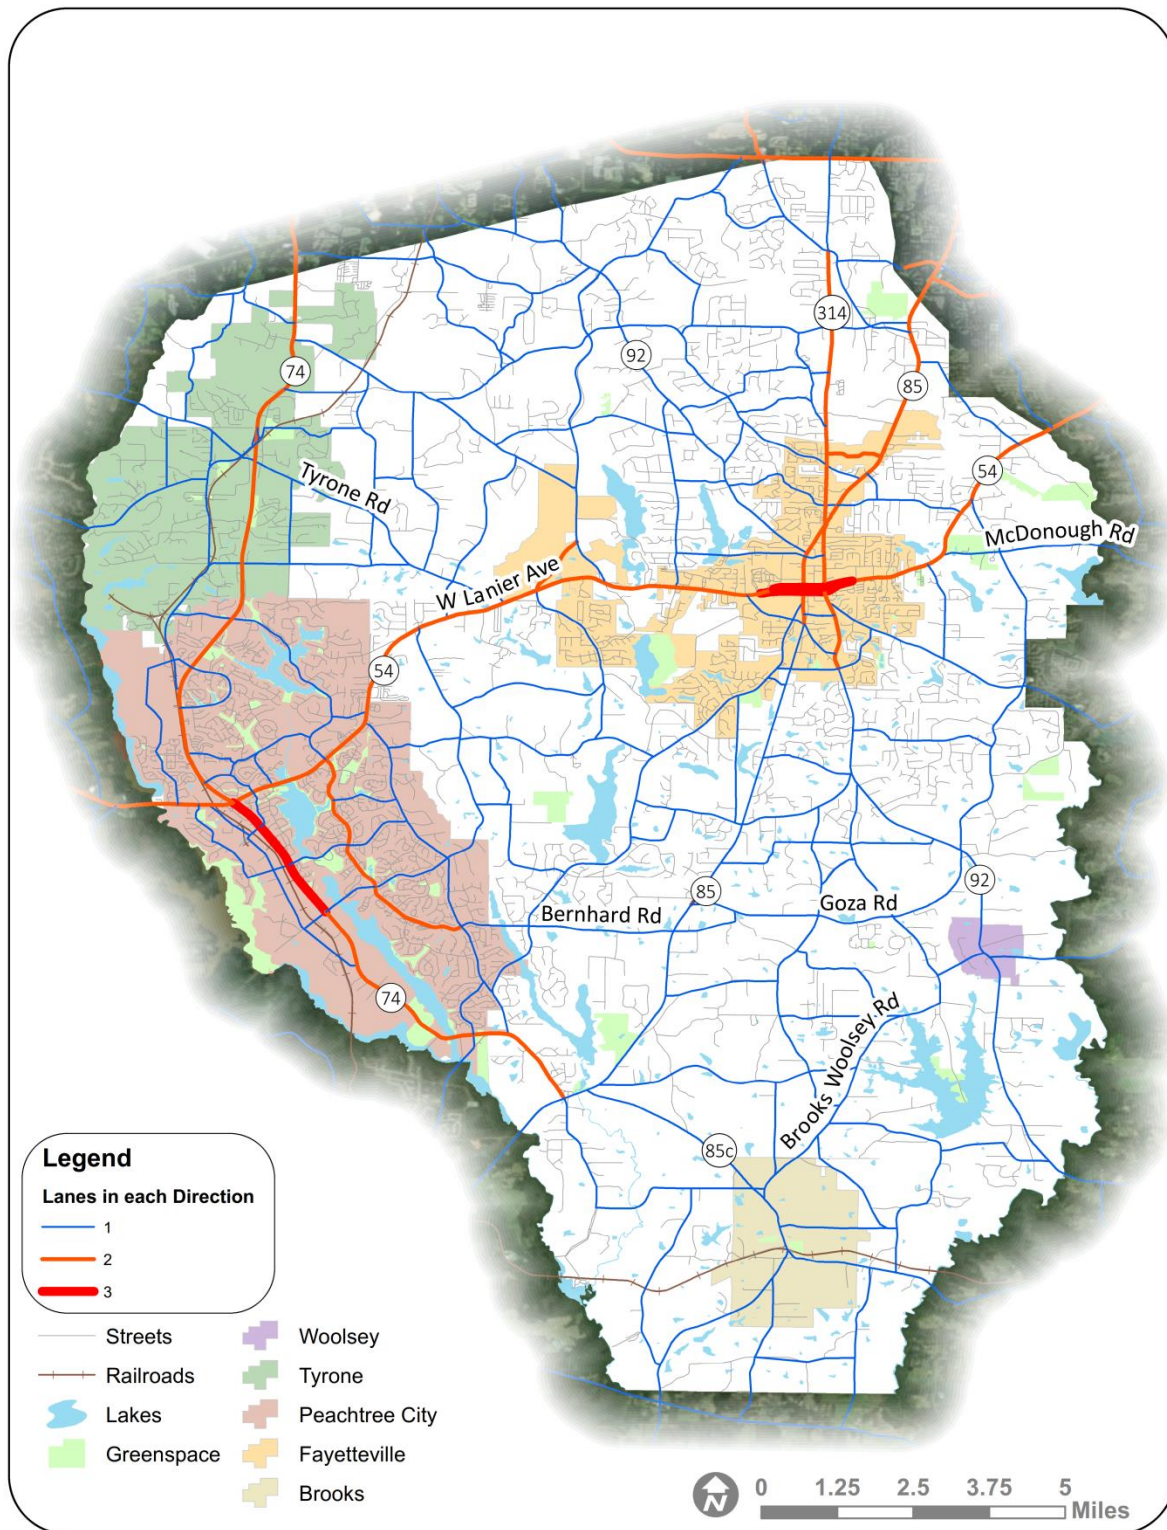 314
92
74
85
54
Tyrone Rd
McDonough Rd
W Lanier Ave
54
92
85
Goza Rd
Bernhard Rd
74
Brooks Woolsey Rd
85c
Legend
Lanes in each Direction
1
2
3
Streets
Railroads
Lakes
Greenspace
Woolsey
Tyrone
Peachtree City
Fayetteville
Brooks
N
0 1.25 2.5 3.75 5
Miles